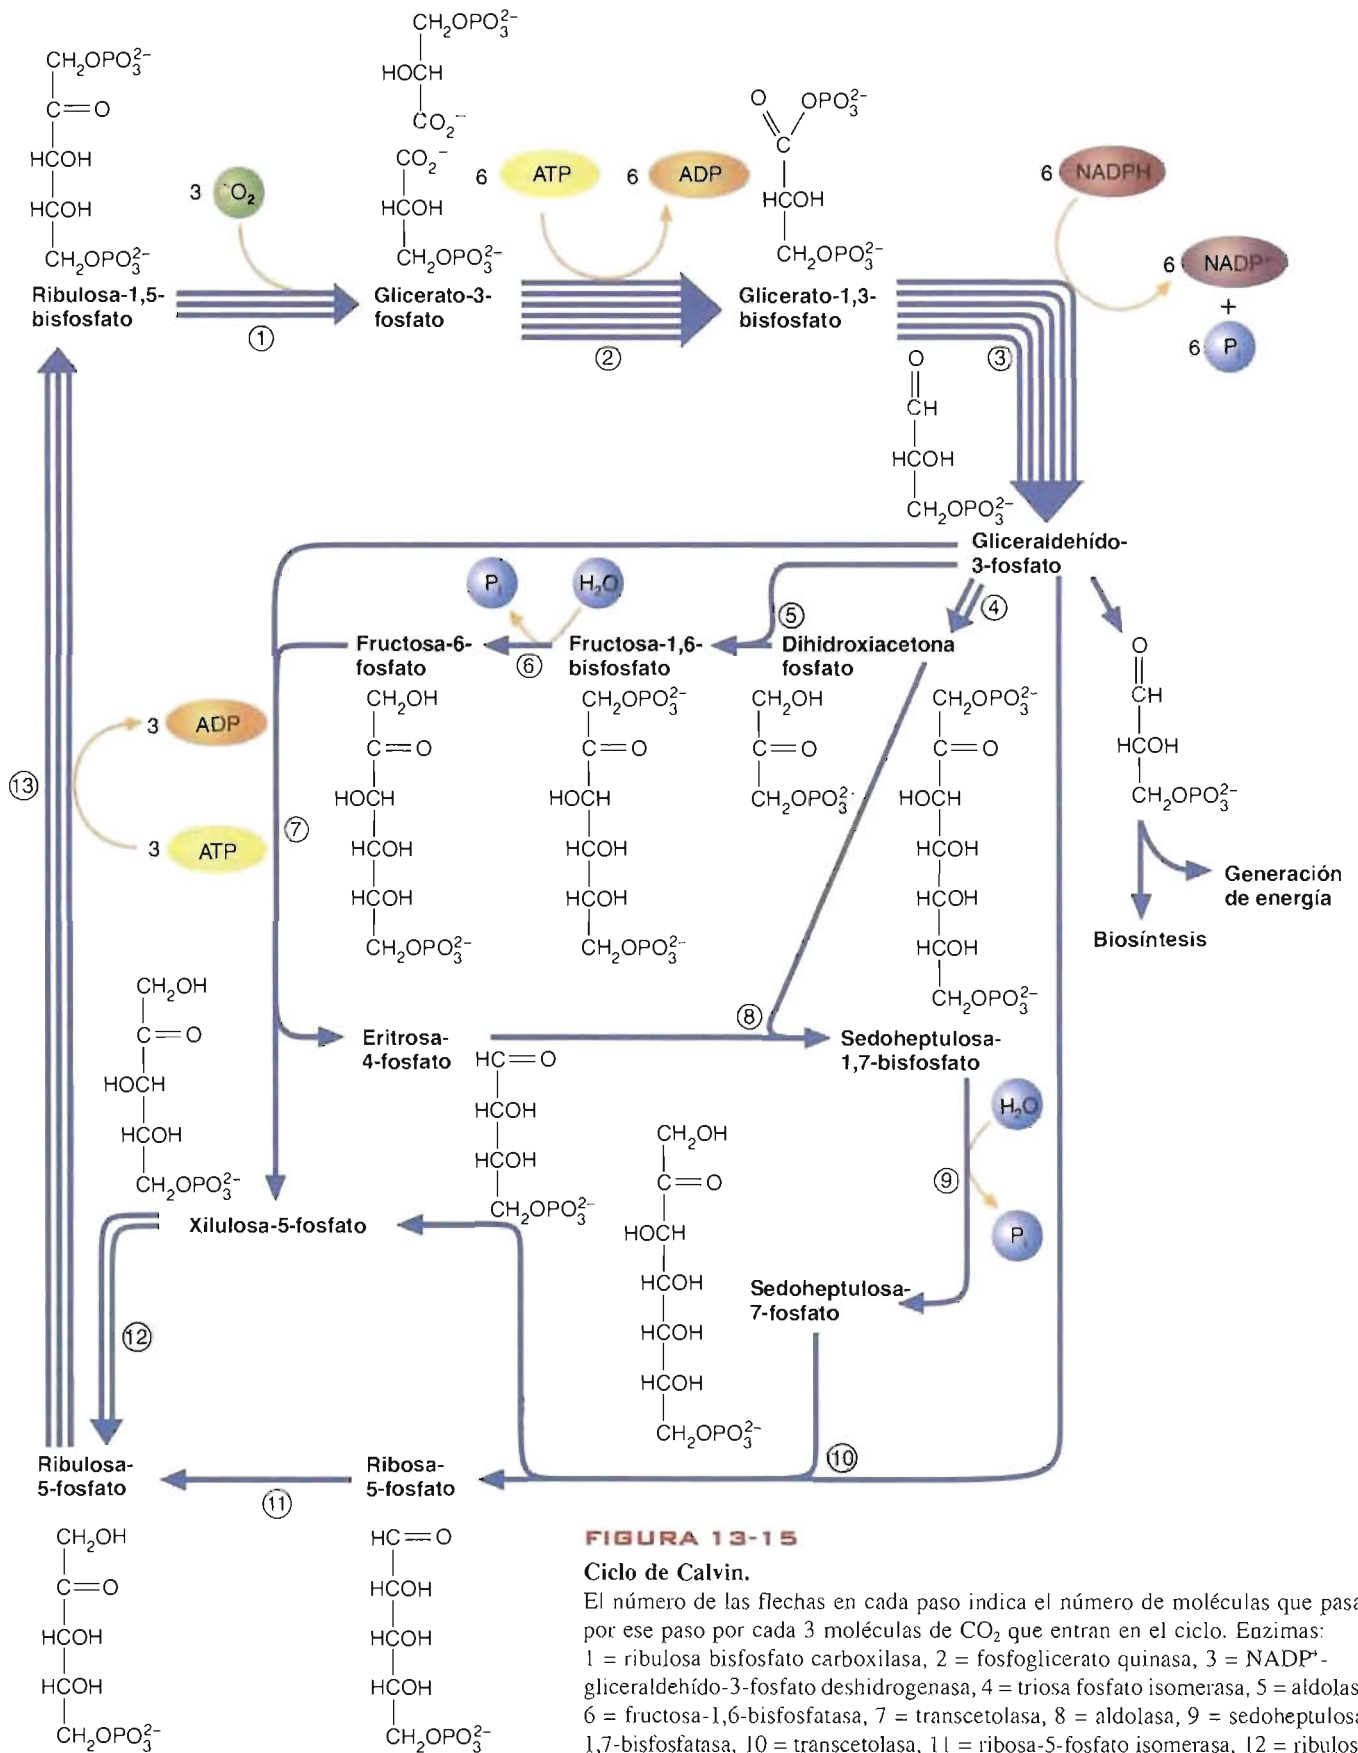 CH2OPO3 2–
C=O
HCOH
HCOH
CH2OPO3 2–
Ribulosa-1,5-
bisfosfato
3 O2
①
CH2OPO3 2–
HOCH
CO2–
CO2–
HCOH
CH2OPO3 2–
Glicerato-3-
fosfato
6 ATP
6 ADP
②
O OPO3 2–
C
HCOH
CH2OPO3 2–
Glicerato-1,3-
bisfosfato
6 NADPH
6 NADP+
+
6 Pi
③
O
CH
HCOH
CH2OPO3 2–
Gliceraldehído-
3-fosfato
Pi
H2O
⑤
④
Fructosa-6-
fosfato
⑥
Fructosa-1,6-
bisfosfato
Dihidroxiacetona
fosfato
CH2OH
C=O
HOCH
HCOH
HCOH
CH2OPO3 2–
CH2OPO3 2–
C=O
HOCH
HCOH
HCOH
CH2OPO3 2–
CH2OH
C=O
CH2OPO3 2–
CH2OPO3 2–
C=O
HOCH
HCOH
HCOH
HCOH
CH2OPO3 2–
O
CH
HCOH
CH2OPO3 2–
Generación
de energía
Biosíntesis
3 ADP
⑬
⑦
3 ATP
CH2OH
C=O
HOCH
HCOH
CH2OPO3 2–
Eritrosa-
4-fosfato
⑧
Sedoheptulosa-
1,7-bisfosfato
HC=O
HCOH
HCOH
CH2OPO3 2–
H2O
⑨
Pi
CH2OH
C=O
HOCH
HCOH
HCOH
HCOH
CH2OPO3 2–
Xilulosa-5-fosfato
Sedoheptulosa-
7-fosfato
⑫
⑩
Ribulosa-
5-fosfato
⑪
Ribosa-
5-fosfato
CH2OH
C=O
HCOH
HCOH
CH2OPO3 2–
HC=O
HCOH
HCOH
HCOH
CH2OPO3 2–
FIGURA 13-15
Ciclo de Calvin.
El número de las flechas en cada paso indica el número de moléculas que pasa
por ese paso por cada 3 moléculas de CO2 que entran en el ciclo. Enzimas:
1 = ribulosa bisfosfato carboxilasa, 2 = fosfoglicerato quinasa, 3 = NADP+-
gliceraldehído-3-fosfato deshidrogenasa, 4 = triosa fosfato isomerasa, 5 = aldolas
6 = fructosa-1,6-bisfosfatasa, 7 = transcetolasa, 8 = aldolasa, 9 = sedoheptulosa
1,7-bisfosfatasa, 10 = transcetolasa, 11 = ribosa-5-fosfato isomerasa, 12 = ribulos